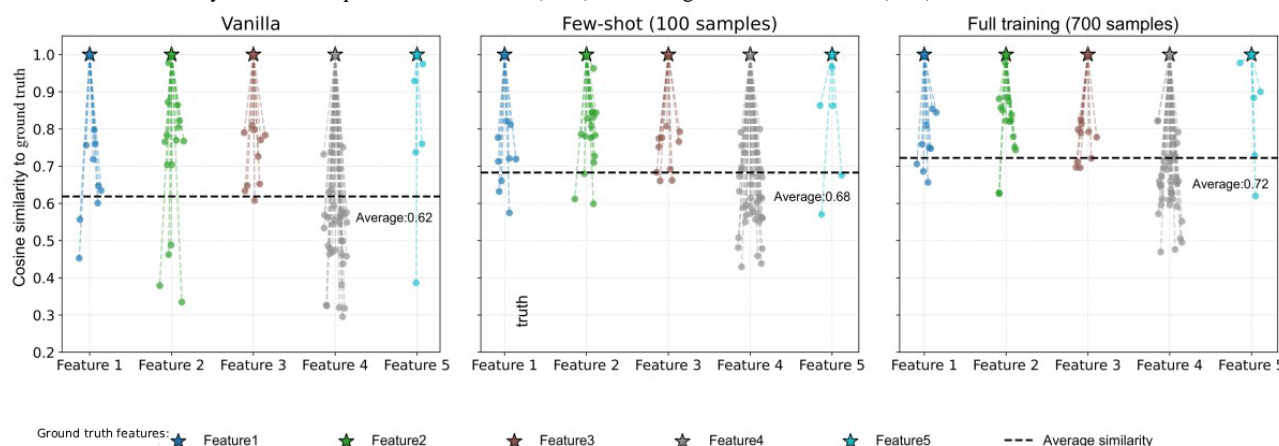 Vanilla
Few-shot (100 samples)
Full training (700 samples)
Cosine similarity to ground truth
1.0
0.9
0.8
0.7
0.6
0.5
0.4
0.3
0.2
Average:0.62
Average:0.68
Average:0.72
truth
Feature 1 Feature 2 Feature 3 Feature 4 Feature 5
Feature 1 Feature 2 Feature 3 Feature 4 Feature 5
Feature 1 Feature 2 Feature 3 Feature 4 Feature 5
Ground truth features: Feature1 Feature2 Feature3 Feature4 Feature5 Average similarity